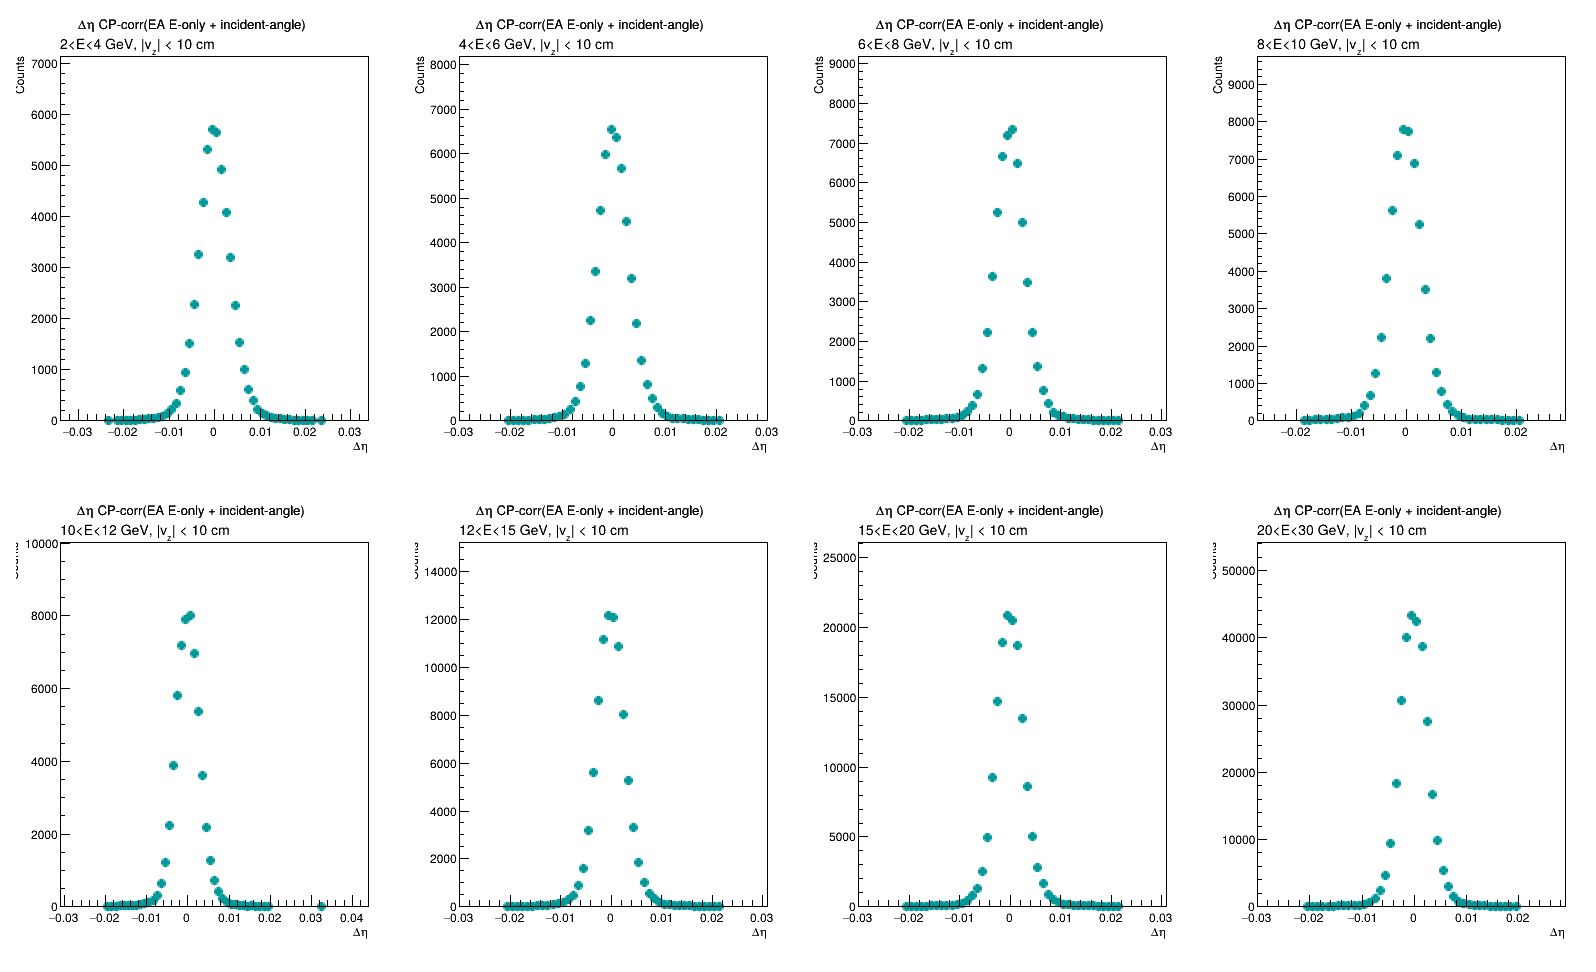 Δη CP-corr(EA E-only + incident-angle)
2<E<4 GeV, |v_z| < 10 cm
Counts
7000
6000
5000
4000
3000
2000
1000
0
−0.03 −0.02 −0.01 0 0.01 0.02 0.03
Δη
Δη CP-corr(EA E-only + incident-angle)
4<E<6 GeV, |v_z| < 10 cm
Counts
8000
7000
6000
5000
4000
3000
2000
1000
0
−0.03 −0.02 −0.01 0 0.01 0.02 0.03
Δη
Δη CP-corr(EA E-only + incident-angle)
6<E<8 GeV, |v_z| < 10 cm
Counts
9000
8000
7000
6000
5000
4000
3000
2000
1000
0
−0.03 −0.02 −0.01 0 0.01 0.02 0.03
Δη
Δη CP-corr(EA E-only + incident-angle)
8<E<10 GeV, |v_z| < 10 cm
Counts
9000
8000
7000
6000
5000
4000
3000
2000
1000
0
−0.02 −0.01 0 0.01 0.02
Δη
Δη CP-corr(EA E-only + incident-angle)
10<E<12 GeV, |v_z| < 10 cm
Counts
10000
8000
6000
4000
2000
0
−0.03 −0.02 −0.01 0 0.01 0.02 0.03 0.04
Δη
Δη CP-corr(EA E-only + incident-angle)
12<E<15 GeV, |v_z| < 10 cm
Counts
14000
12000
10000
8000
6000
4000
2000
0
−0.03 −0.02 −0.01 0 0.01 0.02 0.03
Δη
Δη CP-corr(EA E-only + incident-angle)
15<E<20 GeV, |v_z| < 10 cm
Counts
25000
20000
15000
10000
5000
0
−0.03 −0.02 −0.01 0 0.01 0.02 0.03
Δη
Δη CP-corr(EA E-only + incident-angle)
20<E<30 GeV, |v_z| < 10 cm
Counts
50000
40000
30000
20000
10000
0
−0.03 −0.02 −0.01 0 0.01 0.02
Δη